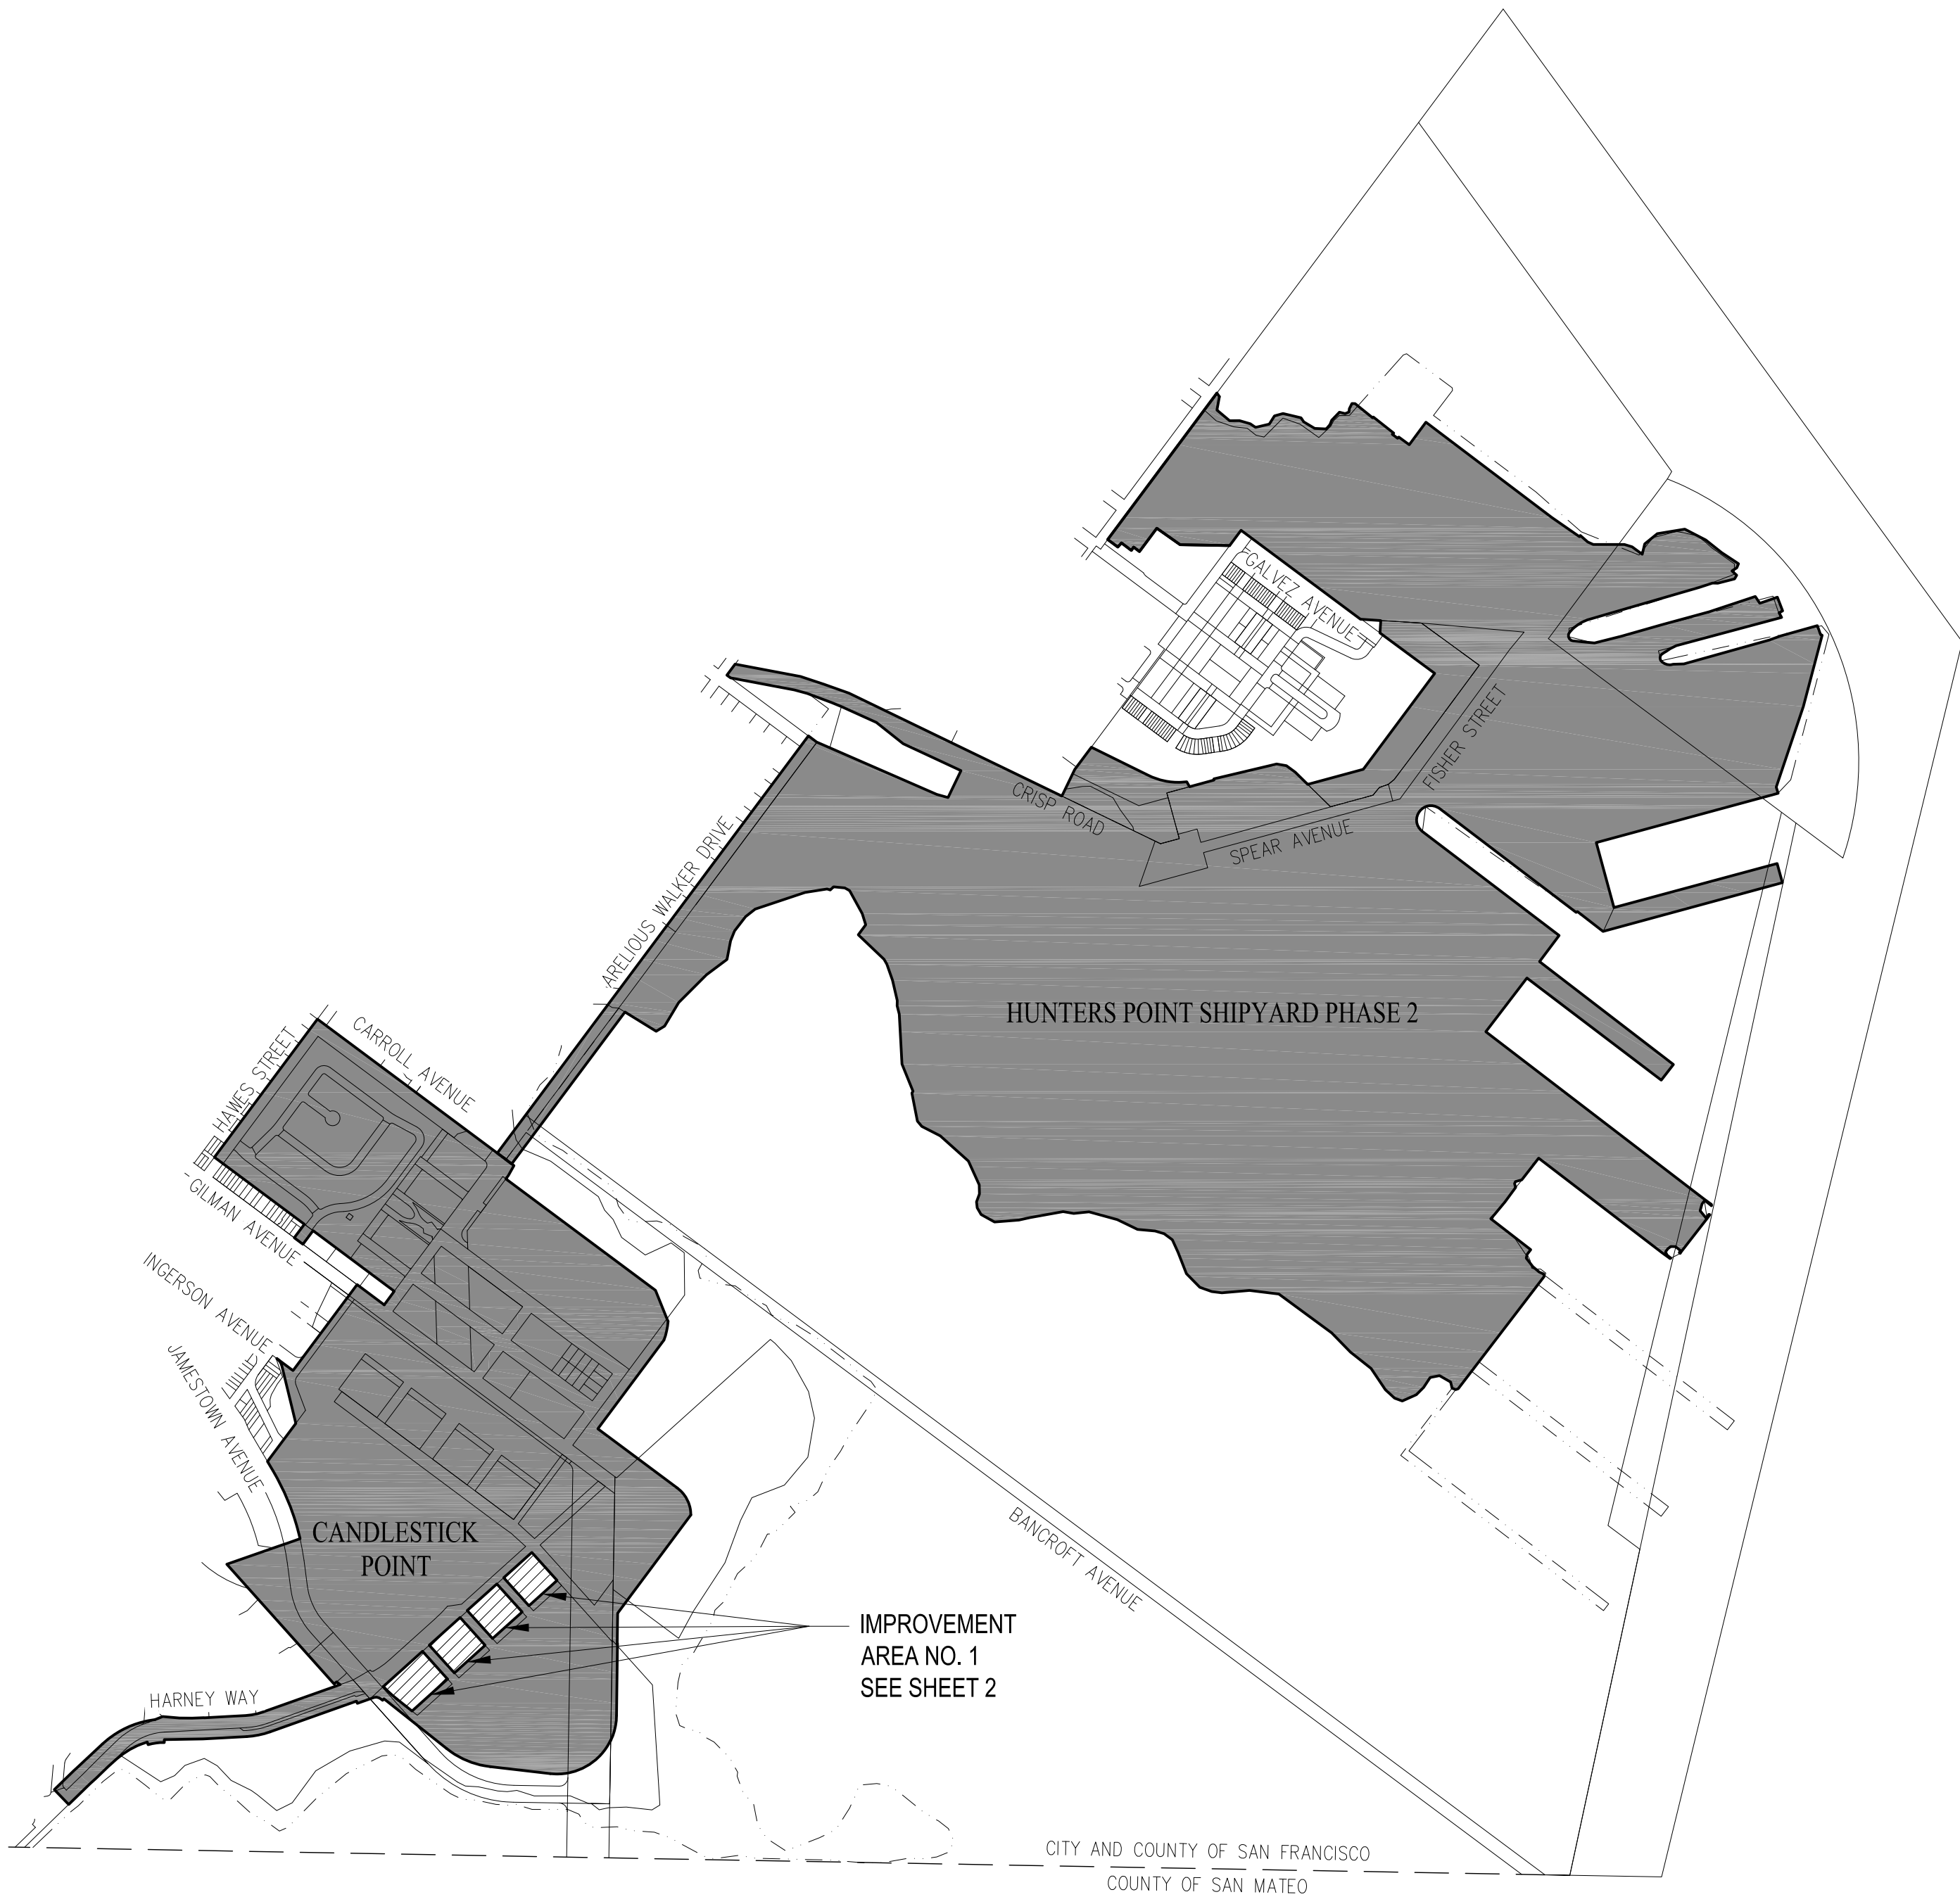 GALVEZ AVENUE
FISHER STREET
CRISP ROAD
SPEAR AVENUE
ARELIOUS WALKER DRIVE
HUNTERS POINT SHIPYARD PHASE 2
HAWES STREET
CARROLL AVENUE
GILMAN AVENUE
INGERSON AVENUE
JAMESTOWN AVENUE
CANDLESTICK
POINT
BANCROFT AVENUE
IMPROVEMENT
AREA NO. 1
SEE SHEET 2
HARNEY WAY
CITY AND COUNTY OF SAN FRANCISCO
COUNTY OF SAN MATEO